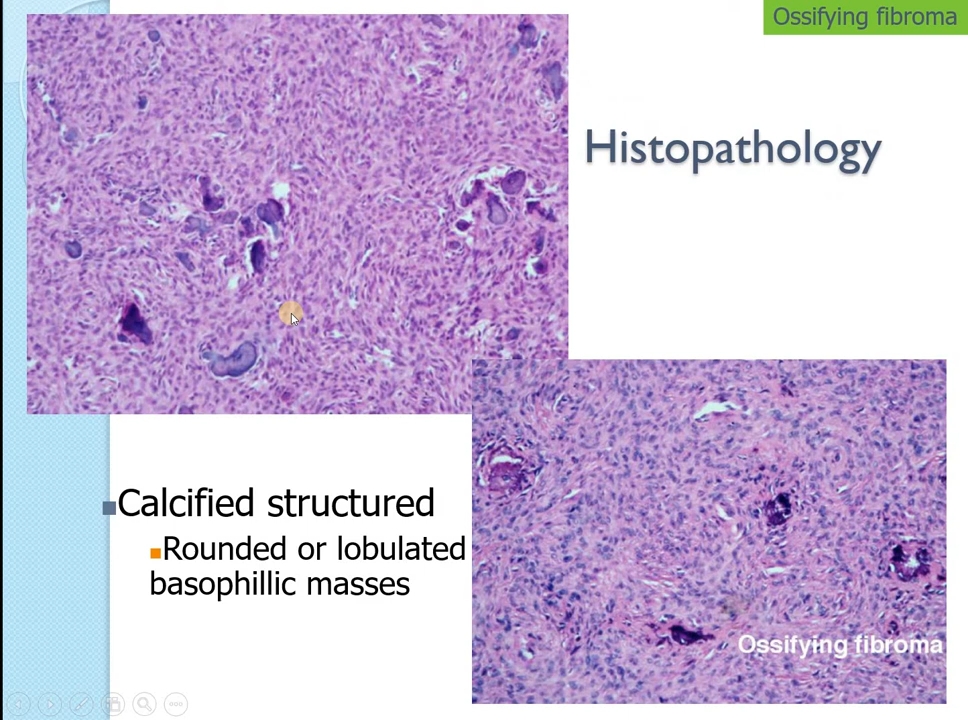 Ossifying fibroma
Histopathology
Calcified structured
Rounded or lobulated
basophillic masses
Ossifying fibroma